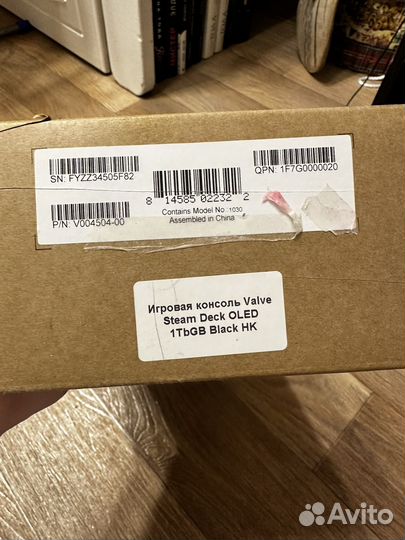 SN: FYZZ34505F82
QPN: 1F7G0000020
8 14585 02232 2
P/N: V004504-00
Contains Model No. 1030
Assembled in China
Игровая консоль Valve
Steam Deck OLED
1TbGB Black HK
Avito